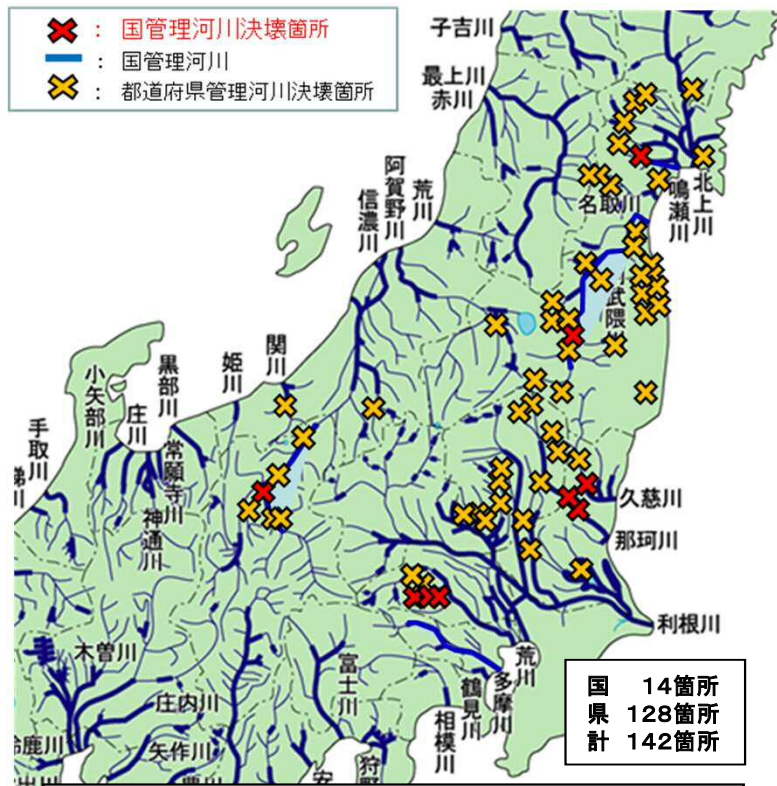 ：国管理河川決壊箇所
：国管理河川
：都道府県管理河川決壊箇所
子吉川
最上川
赤川
荒川
阿賀野川
信濃川
北上川
鳴瀬川
名取川
武隈
関川
姫川
黒部川
小矢部川
庄川
常願寺川
神通川
手取川
久慈川
那珂川
利根川
荒川
多摩川
鶴見川
相模川
富士川
狩野
木曽川
庄内川
矢作川
鈴鹿川
国 14箇所
県 128箇所
計 142箇所